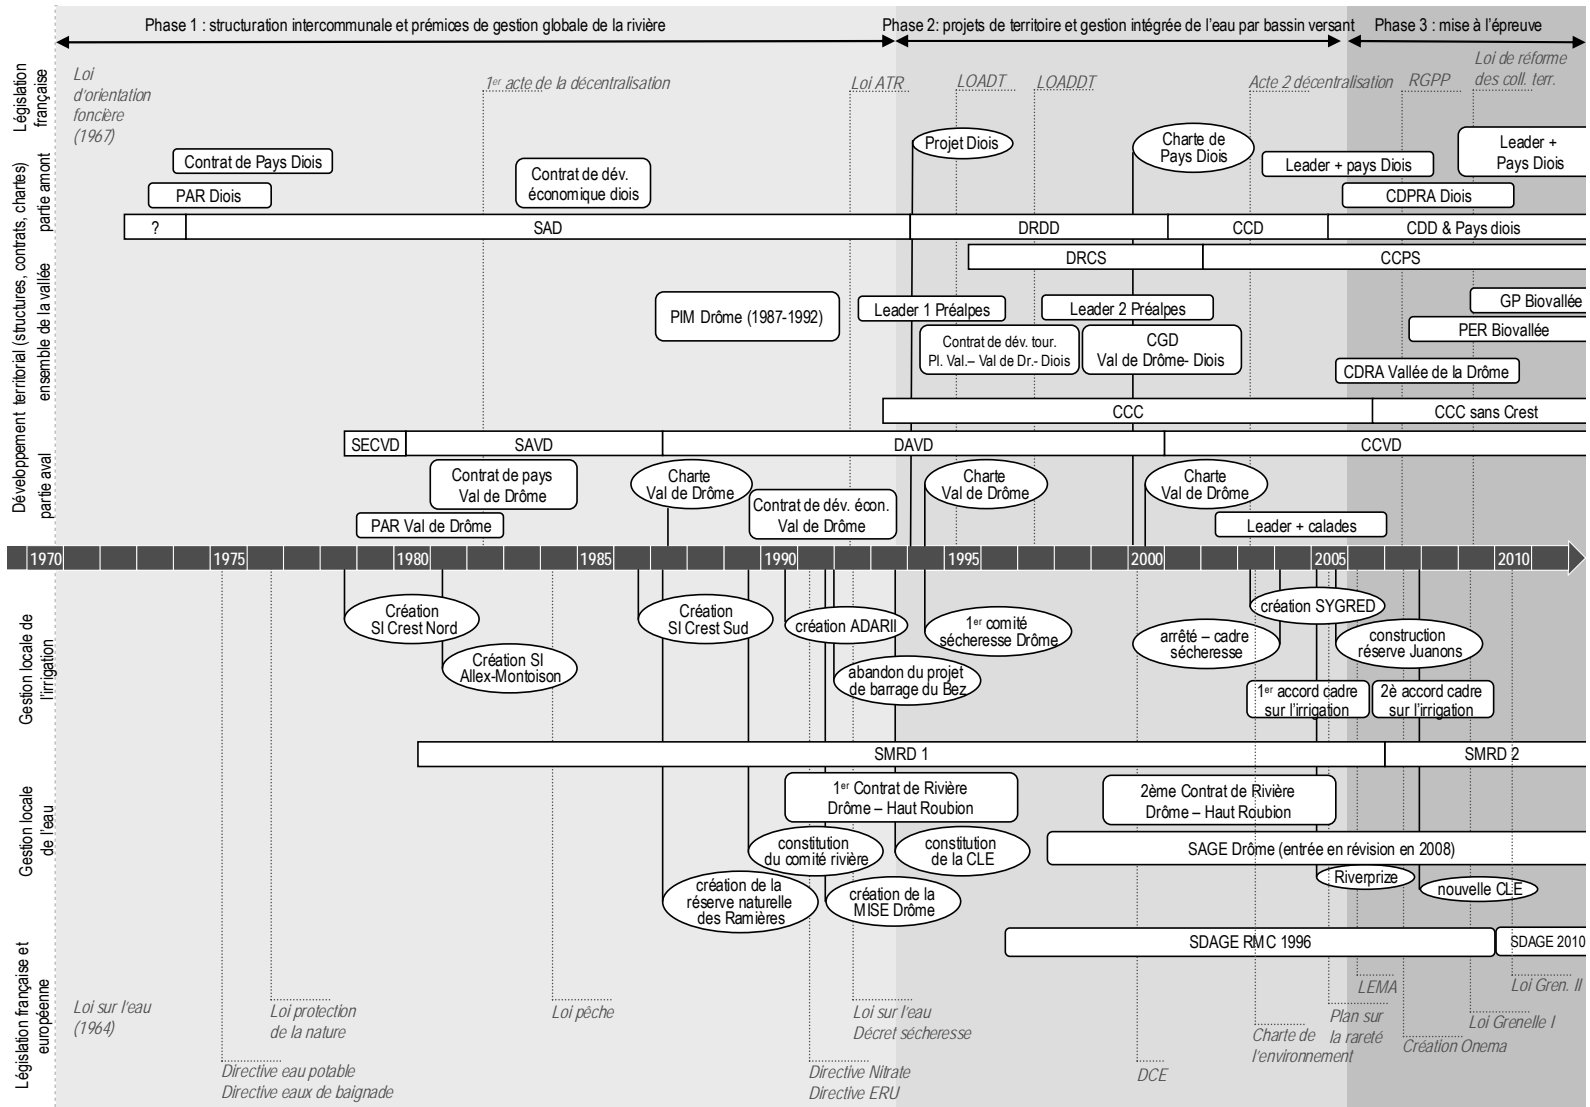 Phase 1 : structuration intercommunale et prémices de gestion globale de la rivière
Phase 2: projets de territoire et gestion intégrée de l'eau par bassin versant
Phase 3 : mise à l'épreuve
Législation
française
Loi
d'orientation
foncière
(1967)
1er acte de la décentralisation
Loi ATR
LOADT
LOADDT
Acte 2 décentralisation
RGPP
Loi de réforme
des coll. terr.
Développement territorial (structures, contrats, chartes)
partie amont
Contrat de Pays Diois
PAR Diois
Contrat de dév.
économique diois
Projet Diois
Charte de
Pays Diois
Leader + pays Diois
Leader +
Pays Diois
CDPRA Diois
?
SAD
DRDD
CCD
CDD & Pays diois
ensemble de la vallée
DRCS
CCPS
PIM Drôme (1987-1992)
Leader 1 Préalpes
Leader 2 Préalpes
GP Biovallée
PER Biovallée
Contrat de dév. tour.
Pl. Val.– Val de Dr.- Diois
CGD
Val de Drôme- Diois
CDRA Vallée de la Drôme
CCC
CCC sans Crest
partie aval
SECVD
SAVD
DAVD
CCVD
Contrat de pays
Val de Drôme
Charte
Val de Drôme
Contrat de dév. écon.
Val de Drôme
Charte
Val de Drôme
Charte
Val de Drôme
PAR Val de Drôme
Leader + calades
1970
1975
1980
1985
1990
1995
2000
2005
2010
Gestion locale de
l'irrigation
Création
SI Crest Nord
Création SI
Allex-Montoison
Création
SI Crest Sud
création ADARII
abandon du projet
de barrage du Bez
1er comité
sécheresse Drôme
création SYGRED
arrêté – cadre
sécheresse
construction
réserve Juanons
1er accord cadre
sur l'irrigation
2è accord cadre
sur l'irrigation
Gestion locale
de l'eau
SMRD 1
SMRD 2
1er Contrat de Rivière
Drôme – Haut Roubion
2ème Contrat de Rivière
Drôme – Haut Roubion
constitution
du comité rivière
constitution
de la CLE
SAGE Drôme (entrée en révision en 2008)
création de la
réserve naturelle
des Ramières
création de la
MISE Drôme
Riverprize
nouvelle CLE
Législation française et
européenne
SDAGE RMC 1996
SDAGE 2010
Loi sur l'eau
(1964)
Loi protection
de la nature
Loi pêche
Loi sur l'eau
Décret sécheresse
LEMA
Loi Gren. II
Charte de
l'environnement
Plan sur
la rareté
Loi Grenelle I
Création Onema
Directive eau potable
Directive eaux de baignade
Directive Nitrate
Directive ERU
DCE